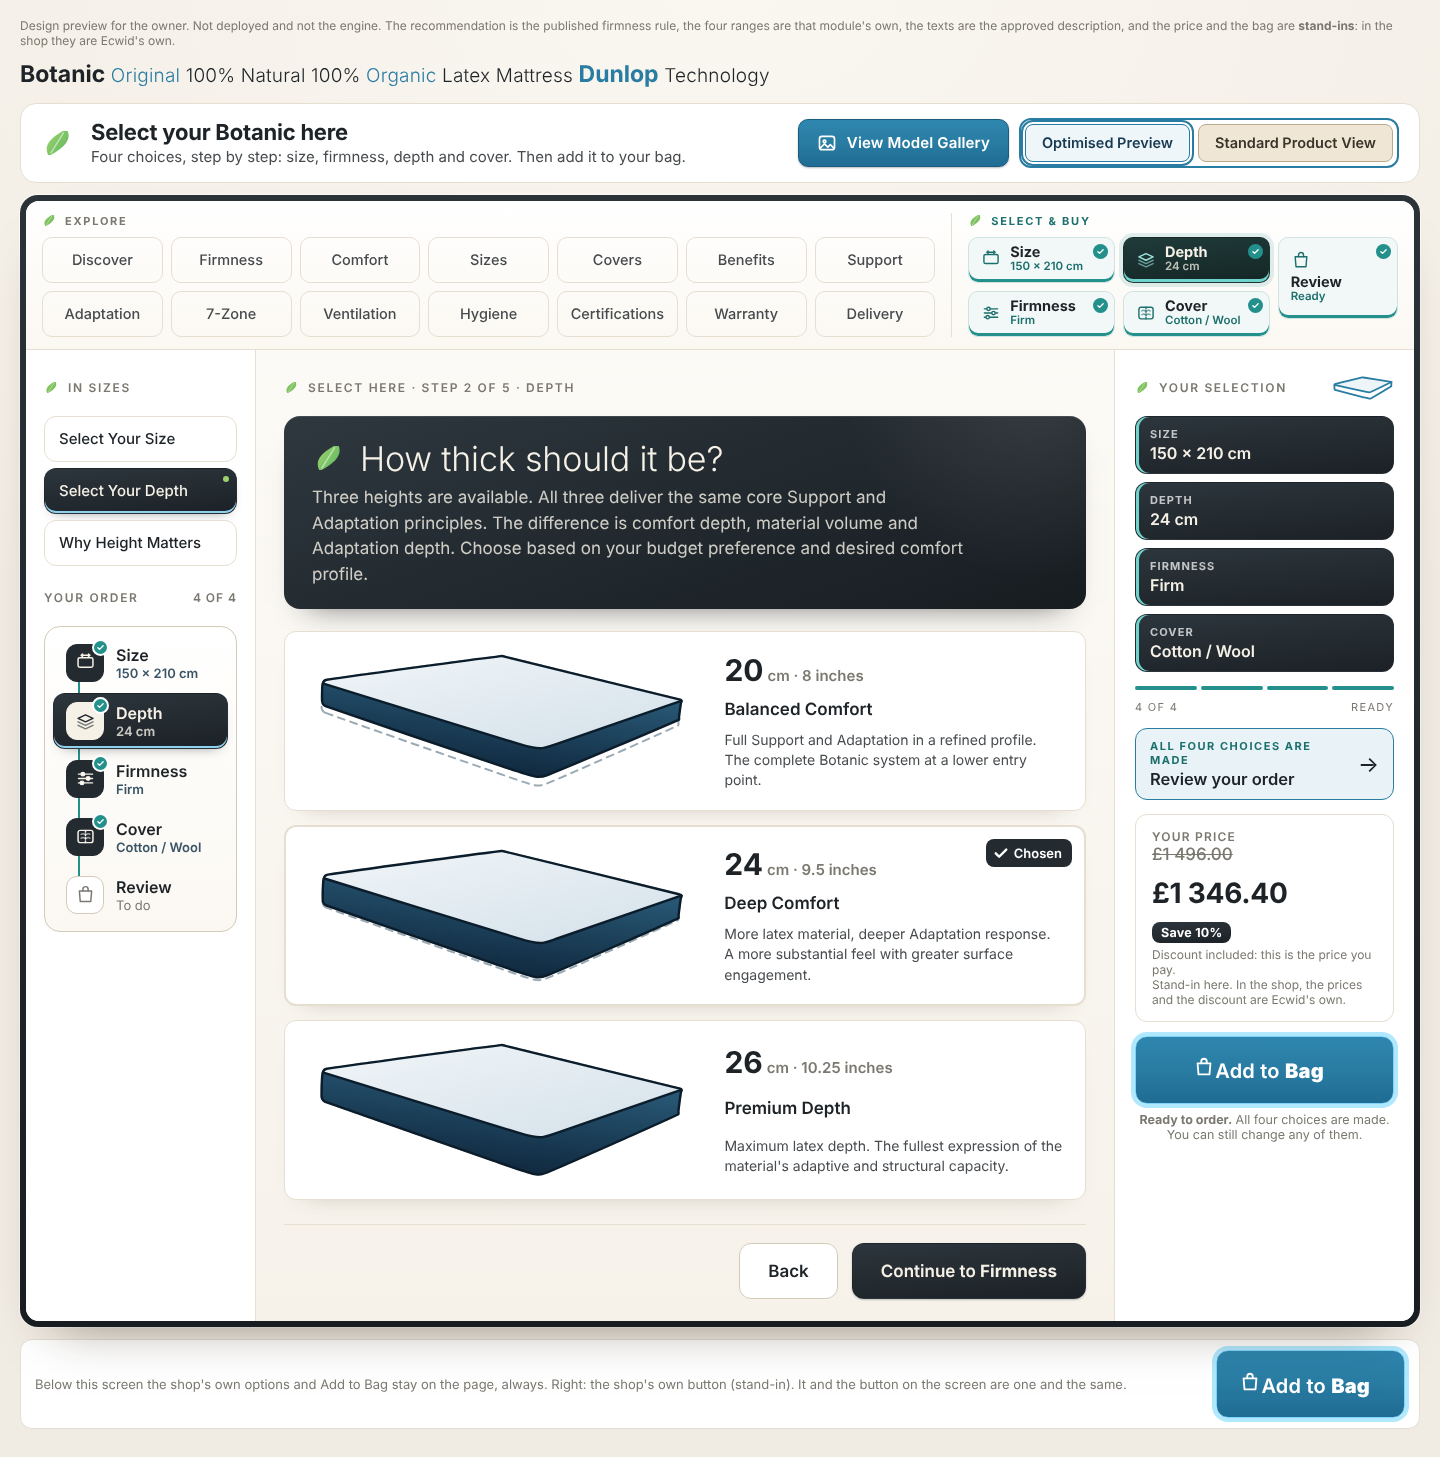 Design preview for the owner. Not deployed and not the engine. The recommendation is the published firmness rule, the four ranges are that module's own, the texts are the approved description, and the price and the bag are stand-ins: in the
shop they are Ecwid's own.
Botanic Original 100% Natural 100% Organic Latex Mattress Dunlop Technology
Select your Botanic here
Four choices, step by step: size, firmness, depth and cover. Then add it to your bag.
View Model Gallery
Optimised Preview
Standard Product View
EXPLORE
Discover
Firmness
Comfort
Sizes
Covers
Benefits
Support
Adaptation
7-Zone
Ventilation
Hygiene
Certifications
Warranty
Delivery
SELECT & BUY
Size
150 × 210 cm
Depth
24 cm
Firmness
Firm
Cover
Cotton / Wool
Review
Ready
IN SIZES
Select Your Size
Select Your Depth
Why Height Matters
YOUR ORDER
4 OF 4
Size
150 × 210 cm
Depth
24 cm
Firmness
Firm
Cover
Cotton / Wool
Review
To do
SELECT HERE · STEP 2 OF 5 · DEPTH
How thick should it be?
Three heights are available. All three deliver the same core Support and
Adaptation principles. The difference is comfort depth, material volume and
Adaptation depth. Choose based on your budget preference and desired comfort
profile.
20 cm · 8 inches
Balanced Comfort
Full Support and Adaptation in a refined profile.
The complete Botanic system at a lower entry
point.
Chosen
24 cm · 9.5 inches
Deep Comfort
More latex material, deeper Adaptation response.
A more substantial feel with greater surface
engagement.
26 cm · 10.25 inches
Premium Depth
Maximum latex depth. The fullest expression of the
material's adaptive and structural capacity.
Back
Continue to Firmness
YOUR SELECTION
SIZE
150 × 210 cm
DEPTH
24 cm
FIRMNESS
Firm
COVER
Cotton / Wool
4 OF 4
READY
ALL FOUR CHOICES ARE
MADE
Review your order
YOUR PRICE
£1 496.00
£1 346.40
Save 10%
Discount included: this is the price you
pay.
Stand-in here. In the shop, the prices
and the discount are Ecwid's own.
Add to Bag
Ready to order. All four choices are made.
You can still change any of them.
Below this screen the shop's own options and Add to Bag stay on the page, always. Right: the shop's own button (stand-in). It and the button on the screen are one and the same.
Add to Bag